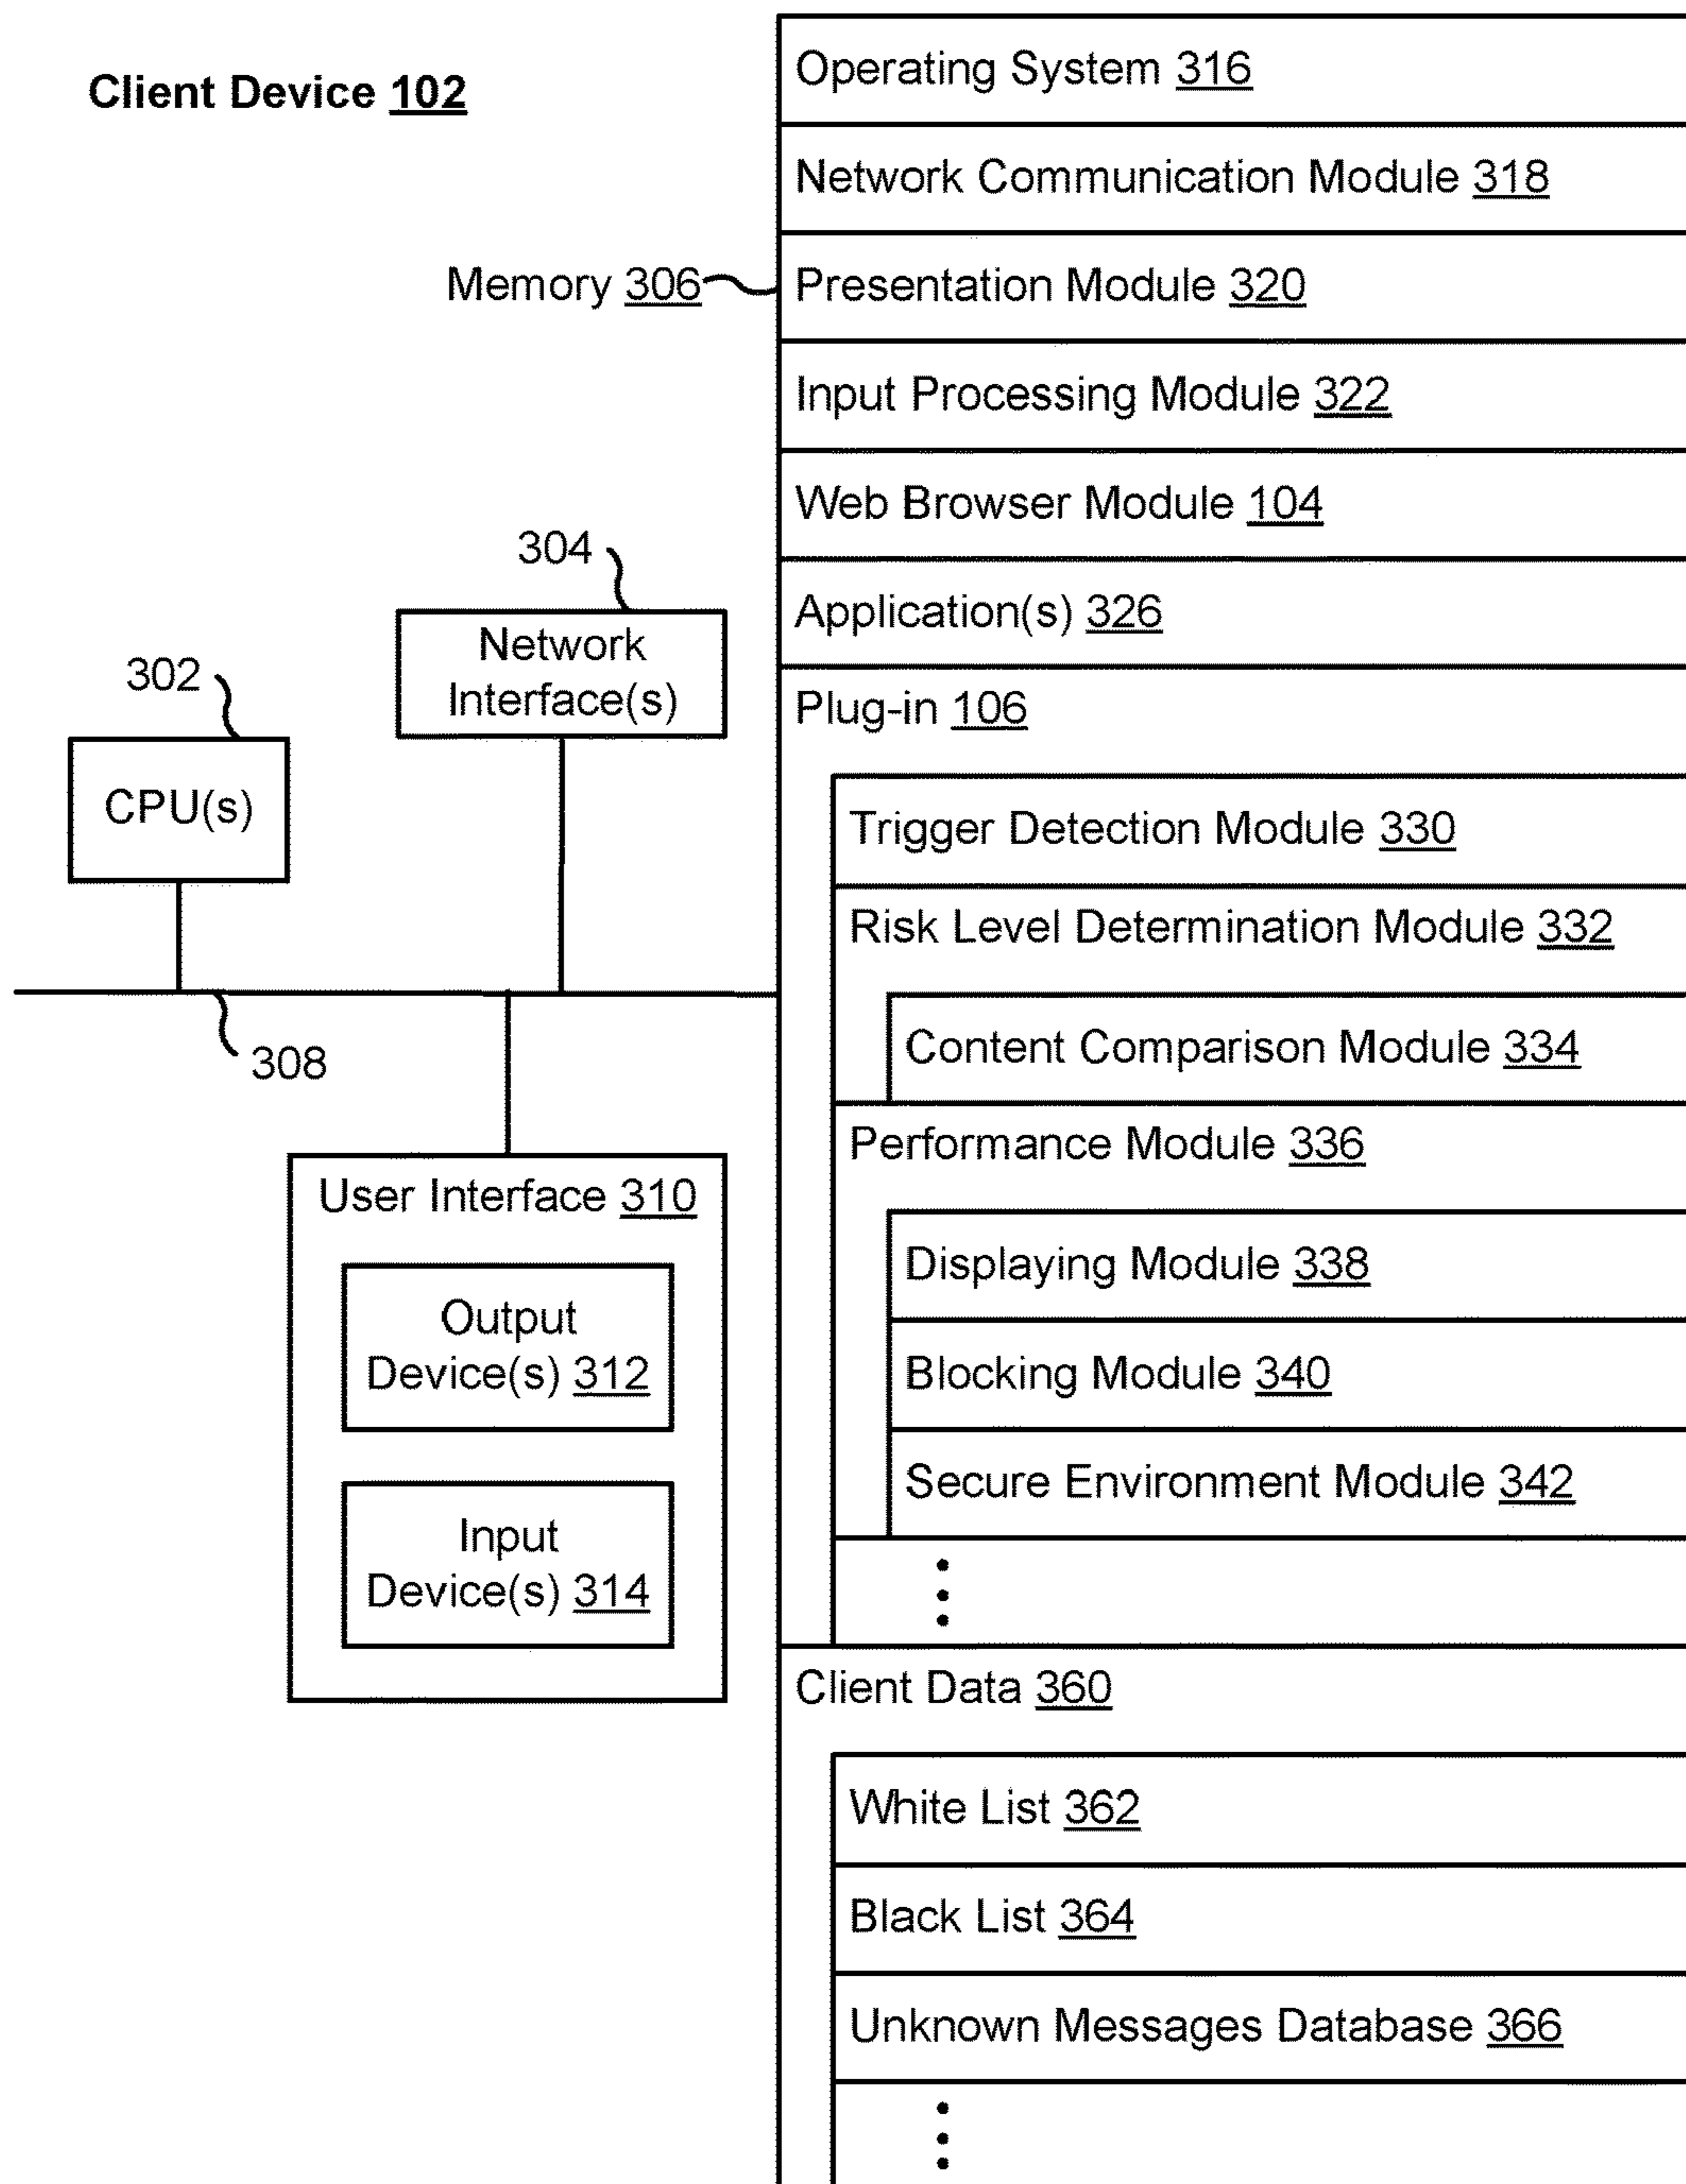 Client Device 102
Operating System 316
Network Communication Module 318
Memory 306
Presentation Module 320
Input Processing Module 322
Web Browser Module 104
Application(s) 326
304
Network
Interface(s)
302
CPU(s)
308
User Interface 310
Output
Device(s) 312
Input
Device(s) 314
Plug-in 106
Trigger Detection Module 330
Risk Level Determination Module 332
Content Comparison Module 334
Performance Module 336
Displaying Module 338
Blocking Module 340
Secure Environment Module 342
Client Data 360
White List 362
Black List 364
Unknown Messages Database 366